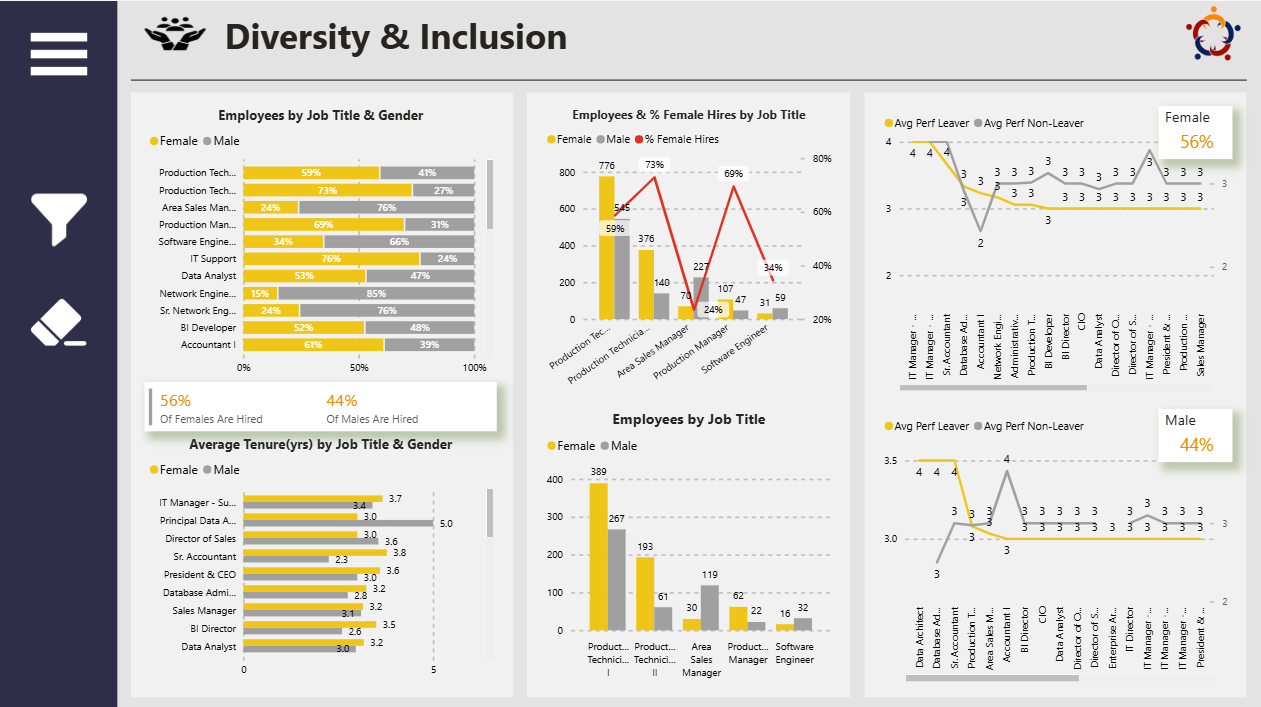 Diversity & Inclusion
Employees by Job Title & Gender
Female Male
Production Tech... 59% 41%
Production Tech... 73% 27%
Area Sales Man... 24% 76%
Production Man... 69% 31%
Software Engine... 34% 66%
IT Support 76% 24%
Data Analyst 53% 47%
Network Engine... 15% 85%
Sr. Network Eng... 24% 76%
BI Developer 52% 48%
Accountant I 61% 39%
0% 50% 100%
56% 44%
Of Females Are Hired Of Males Are Hired
Average Tenure(yrs) by Job Title & Gender
Female Male
IT Manager - Su... 3.7 3.4
Principal Data A... 3.0 5.0
Director of Sales 3.0 3.6
Sr. Accountant 3.8 2.3
President & CEO 3.6 3.0
Database Admi... 3.2 2.8
Sales Manager 3.2 3.1
BI Director 3.5 2.6
Data Analyst 3.2 3.0
0 5
Employees & % Female Hires by Job Title
Female Male % Female Hires
800 600 400 200 0
80% 60% 40% 20%
776 545 376 140 70 227 107 47 31 59
59% 73% 24% 69% 34%
Production Tec...
Production Technicia...
Area Sales Manager
Production Manager
Software Engineer
Employees by Job Title
Female Male
400 300 200 100 0
389 267 193 61 30 119 62 22 16 32
Product... Technici... I
Product... Technici... II
Area Sales Manager
Product... Manager
Software Engineer
Avg Perf Leaver Avg Perf Non-Leaver
Female
56%
4 3 2
3 2
4 4 4 3 3 3 2 3 3 3 3 3 3 3 3 3 3 3 3 3 3 3 3 3 3 3 3 3 3
IT Manager - ...
IT Manager - ...
Sr. Accountant
Database Ad...
Accountant I
Network Engi...
Administrativ...
Production T...
BI Developer
BI Director
CIO
Data Analyst
Director of O...
Director of S...
IT Manager - ...
President & ...
Production ...
Sales Manager
Avg Perf Leaver Avg Perf Non-Leaver
Male
44%
3.5 3.0
3 2
4 4 4 3 3 3 3 3 3 4 3 3 3 3 3 3 3 3 3 3 3 3 3 3 3 3 3 3 3 3 3 3
Data Architect
Database Ad...
Sr. Accountant
Production T...
Area Sales M...
Accountant I
BI Director
CIO
Data Analyst
Director of O...
Director of S...
Enterprise Ar...
IT Director
IT Manager - ...
IT Manager - ...
IT Manager - ...
President & ...